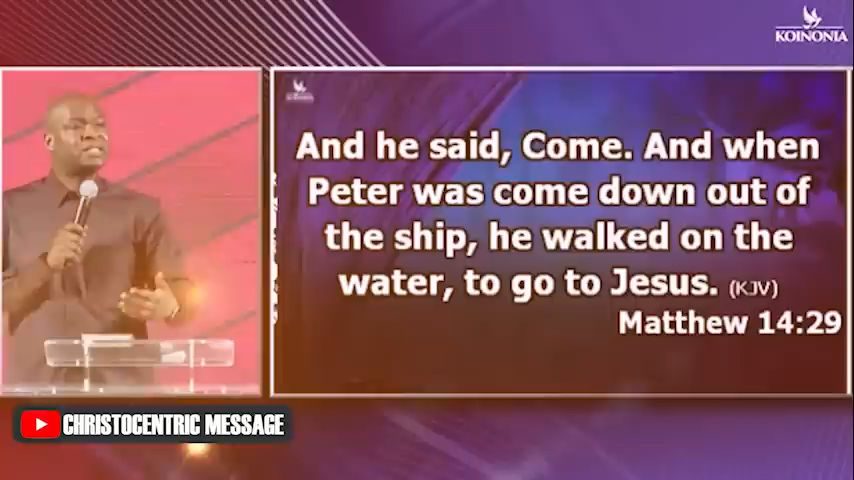 KOINONIA
And he said, Come. And when
Peter was come down out of
the ship, he walked on the
water, to go to Jesus. (KJV)
Matthew 14:29
CHRISTOCENTRIC MESSAGE